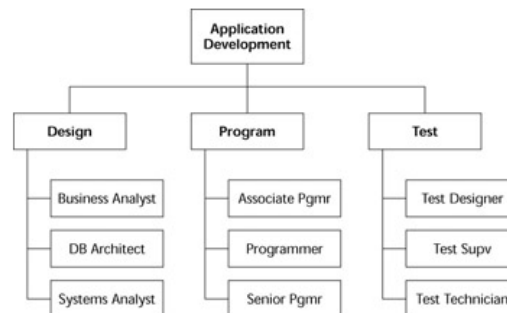 Application
Development
Design
Program
Test
Business Analyst
Associate Pgmr
Test Designer
DB Architect
Programmer
Test Supv
Systems Analyst
Senior Pgmr
Test Technician